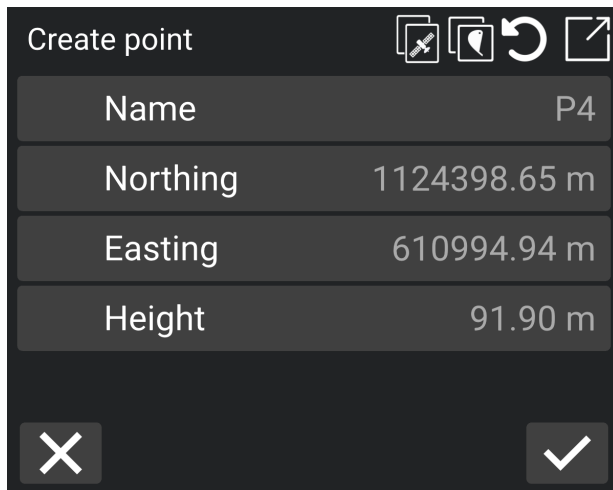 Create point
Name P4
Northing 1124398.65 m
Easting 610994.94 m
Height 91.90 m